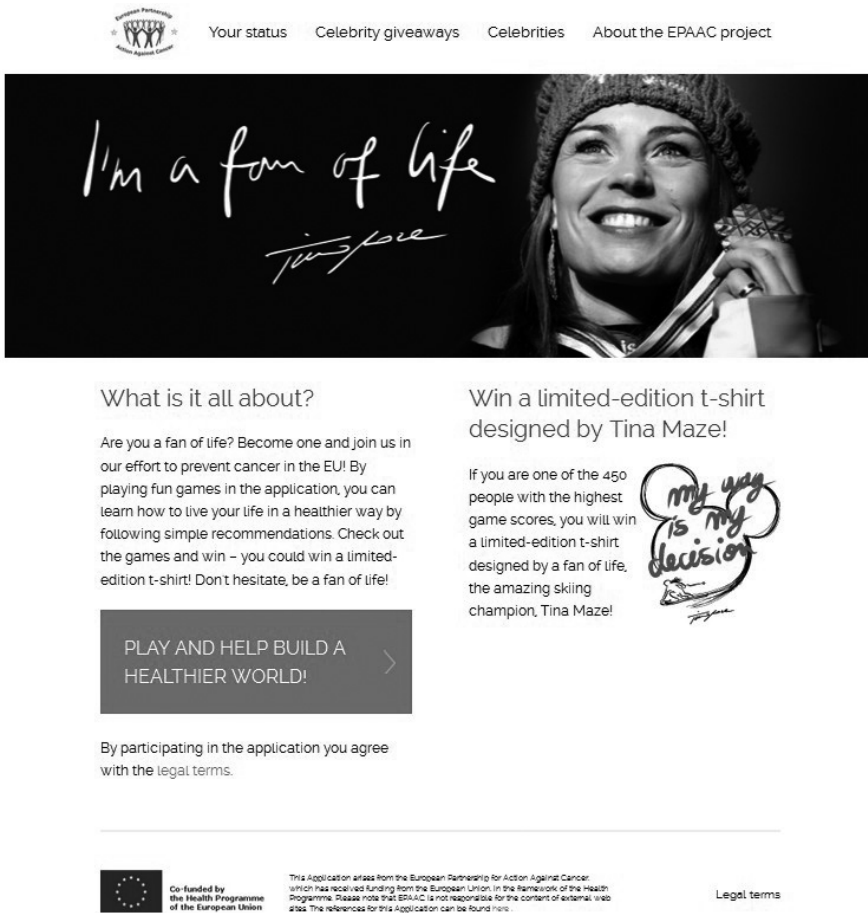 European Partnership
Action Against Cancer
Your status Celebrity giveaways Celebrities About the EPAAC project
I'm a fan of life
Tina Maze
What is it all about?
Are you a fan of life? Become one and join us in
our effort to prevent cancer in the EU! By
playing fun games in the application, you can
learn how to live your life in a healthier way by
following simple recommendations. Check out
the games and win – you could win a limited-
edition t-shirt! Don't hesitate, be a fan of life!
PLAY AND HELP BUILD A
HEALTHIER WORLD!
By participating in the application you agree
with the legal terms.
Win a limited-edition t-shirt
designed by Tina Maze!
If you are one of the 450
people with the highest
game scores, you will win
a limited-edition t-shirt
designed by a fan of life,
the amazing skiing
champion, Tina Maze!
my way
is my
decision
Tina Maze
Co-funded by
the Health Programme
of the European Union
This Application arises from the European Partnership for Action Against Cancer,
which has received funding from the European Union, in the framework of the Health
Programme. Please note that EPAAC is not responsible for the content of external web
sites. The references for this Application can be found here.
Legal terms